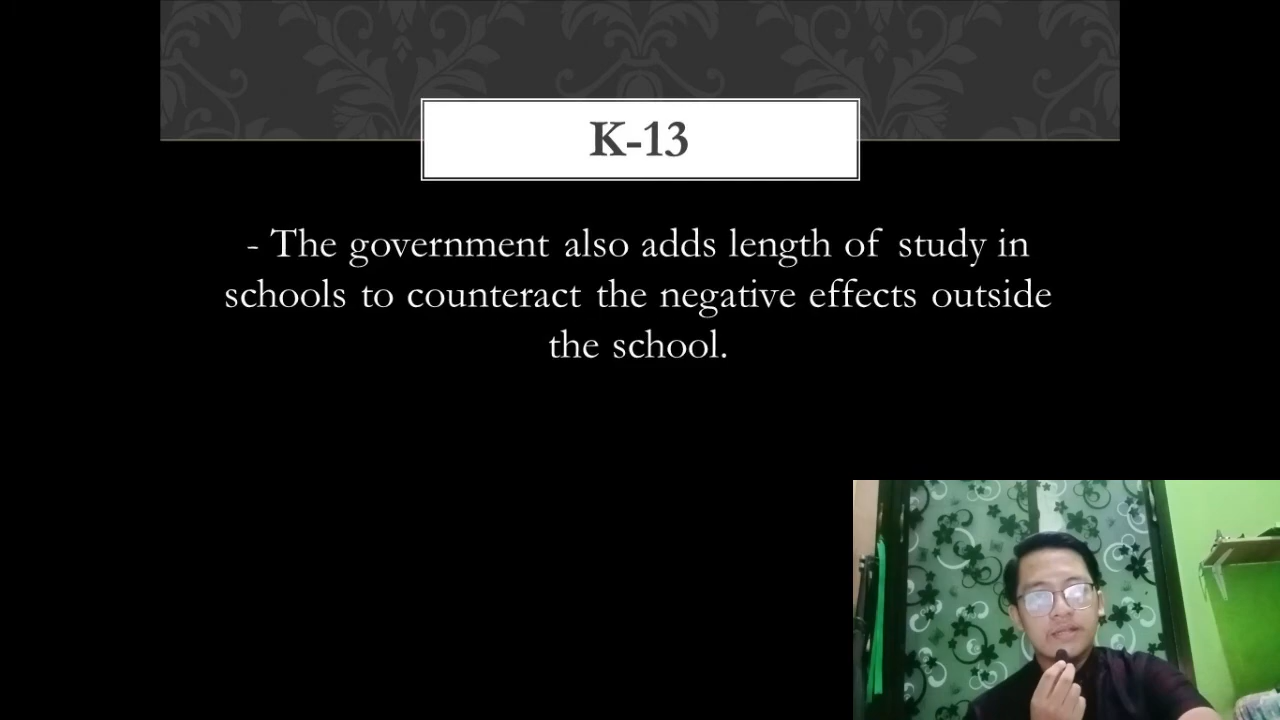 K-13
- The government also adds length of study in
schools to counteract the negative effects outside
the school.